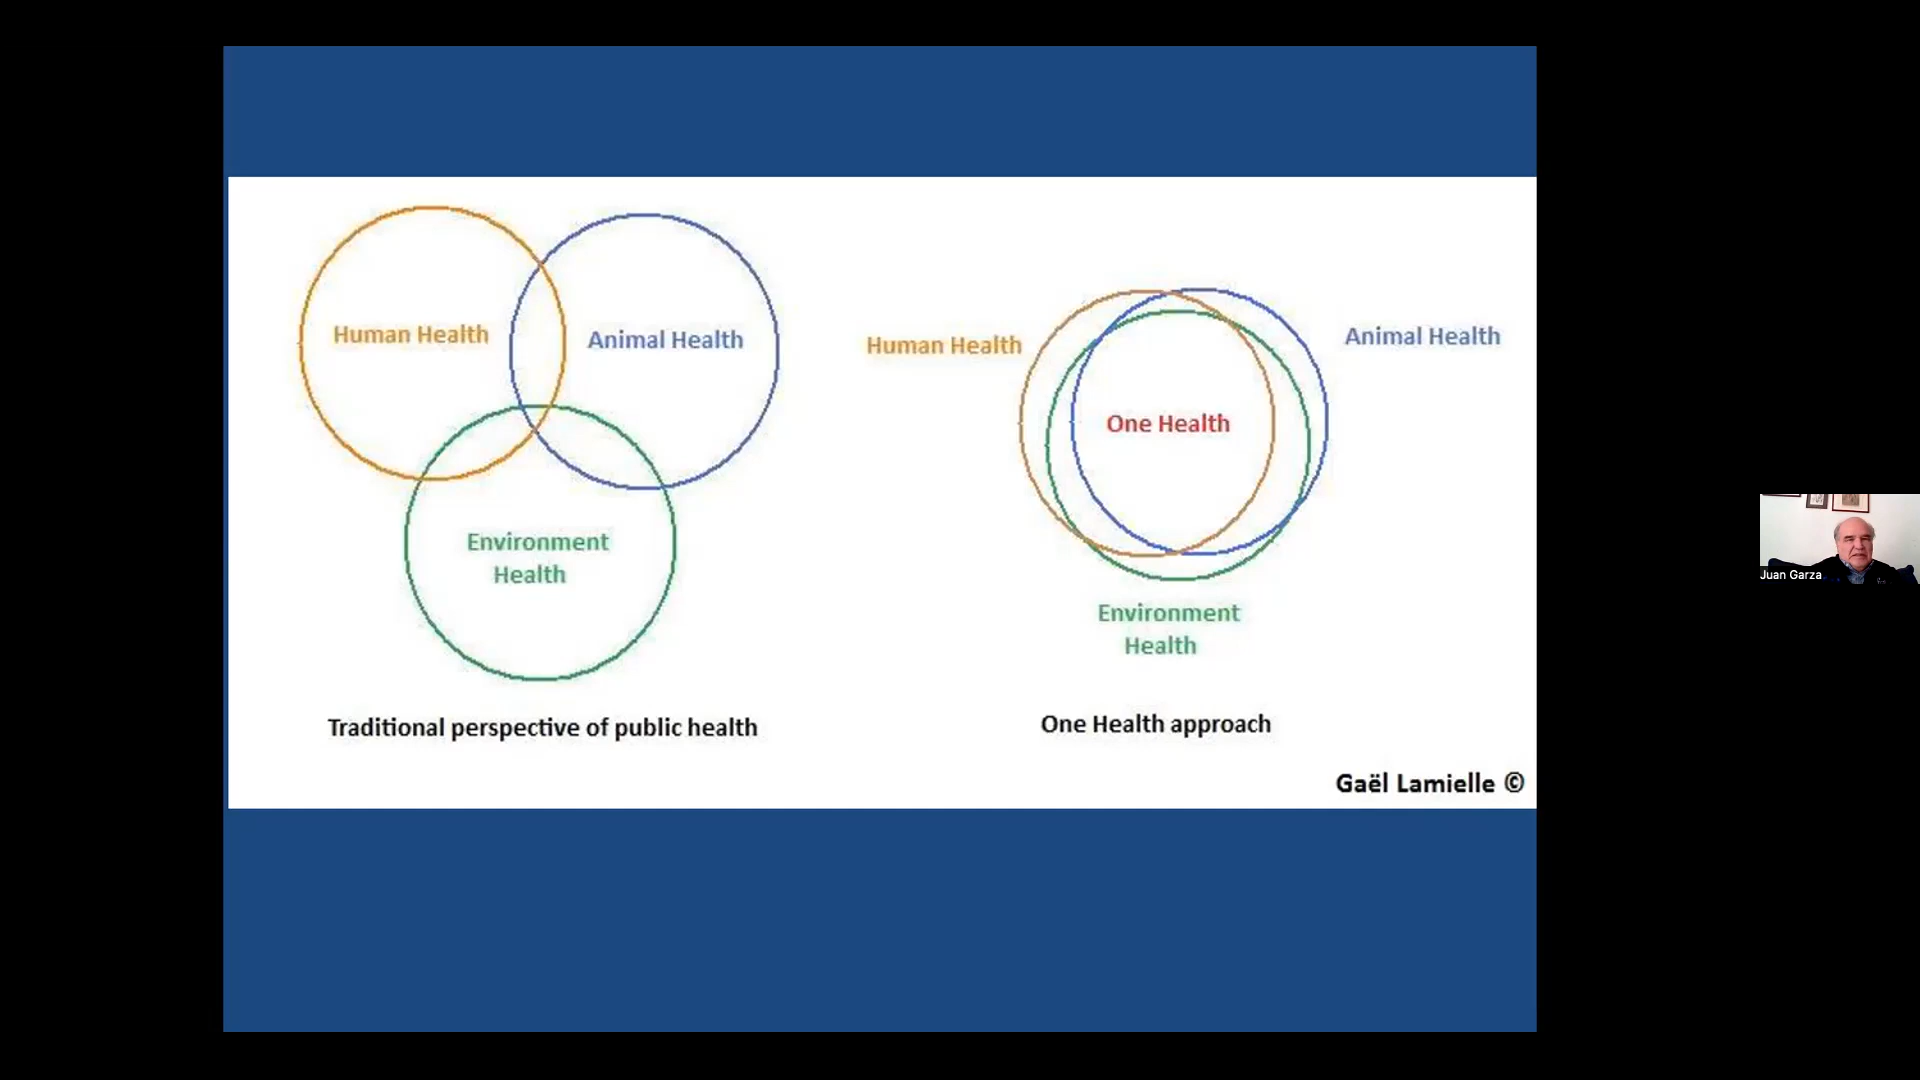 Human Health
Animal Health
Environment
Health
Traditional perspective of public health
Human Health
Animal Health
One Health
Environment
Health
One Health approach
Gaël Lamielle ©
Juan Garza